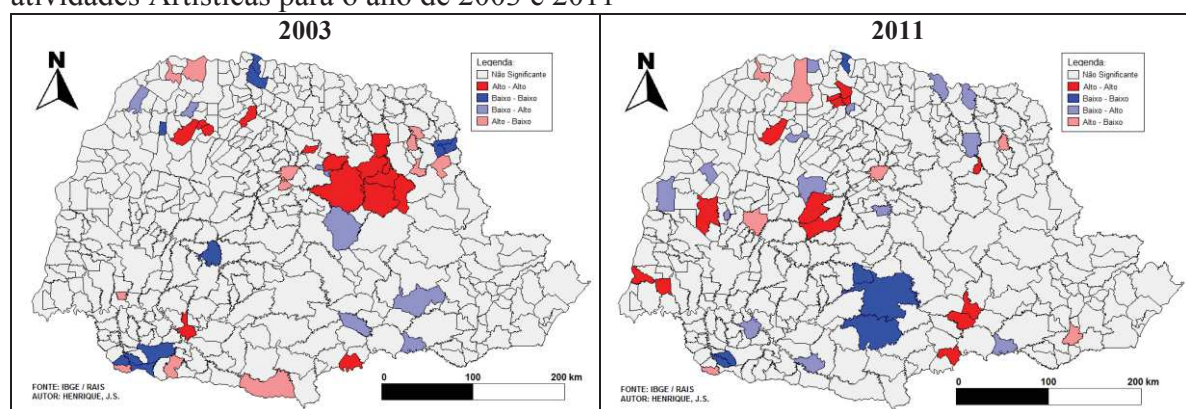 atividades Artísticas para o ano de 2003 e 2011
2003
N
Legenda:
Não Significante
Alto - Alto
Baixo - Baixo
Baixo - Alto
Alto - Baixo
FONTE: IBGE / RAIS
AUTOR: HENRIQUE, J.S.
0 100 200 km
2011
N
Legenda:
Não Significante
Alto - Alto
Baixo - Baixo
Baixo - Alto
Alto - Baixo
FONTE: IBGE / RAIS
AUTOR: HENRIQUE, J.S.
0 100 200 km